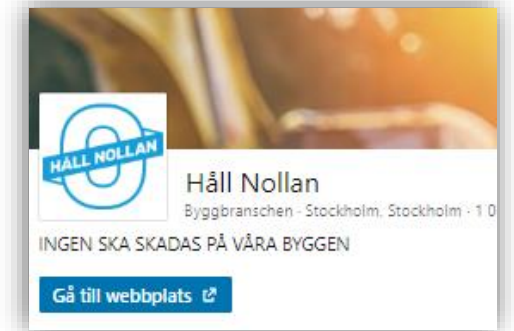 HÅLL NOLLAN
Håll Nollan
Byggbranschen · Stockholm, Stockholm · 1 0
INGEN SKA SKADAS PÅ VÅRA BYGGEN
Gå till webbplats